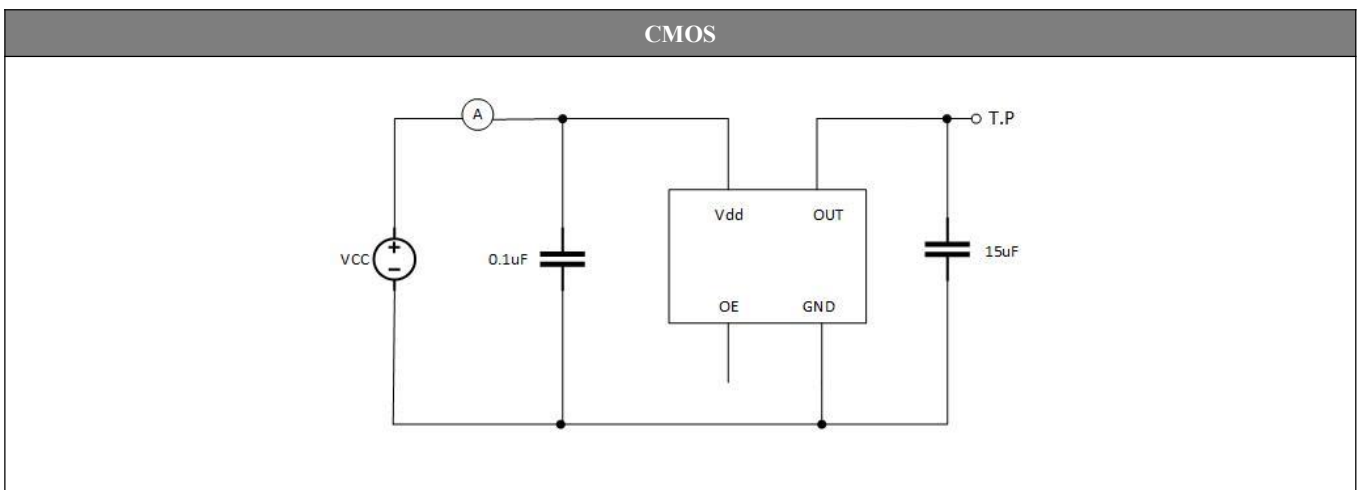 CMOS
A
T.P
Vdd OUT
VCC
+
-
0.1uF
15uF
OE GND